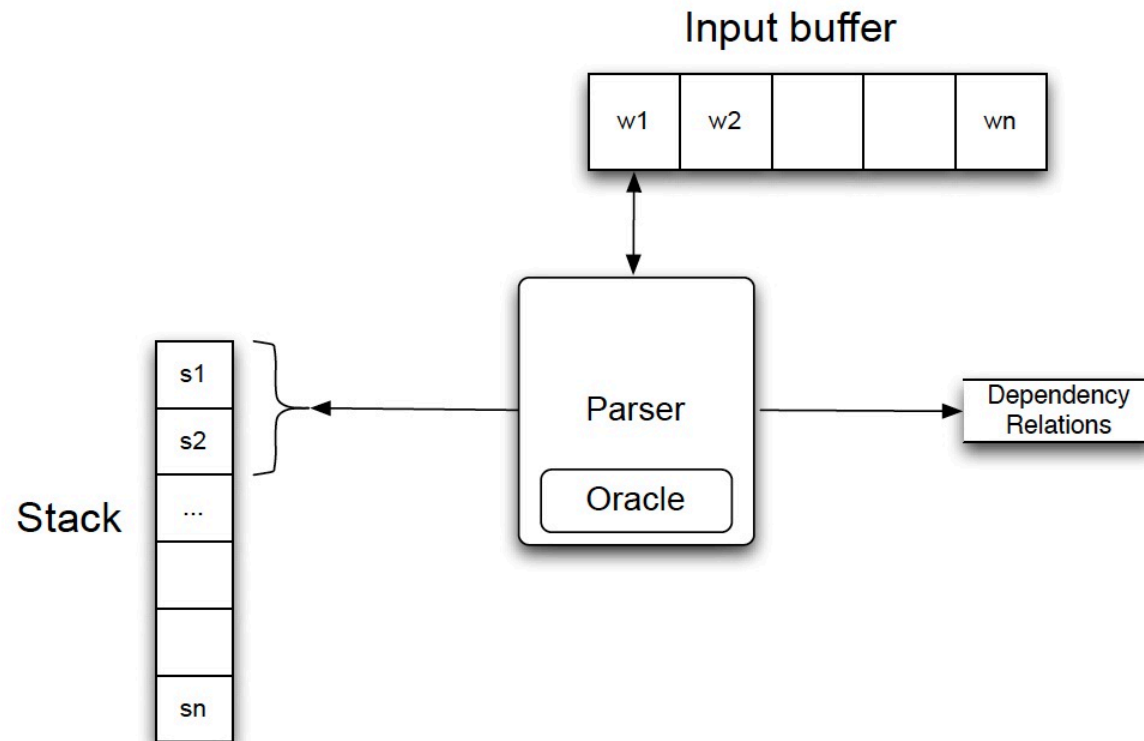 Input buffer
w1 w2 wn
s1
s2
...
sn
Stack
Parser
Oracle
Dependency
Relations